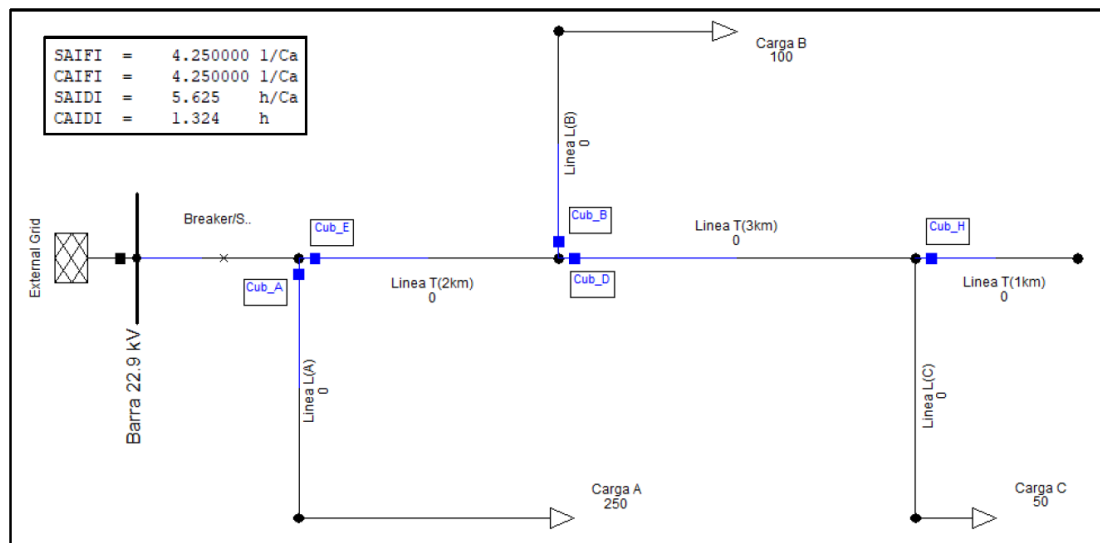 SAIFI = 4.250000 1/Ca
CAIFI = 4.250000 1/Ca
SAIDI = 5.625 h/Ca
CAIDI = 1.324 h
Carga B
100
Linea L(B)
0
External Grid
Breaker/S..
Cub_E
Cub_B
Linea T(3km)
0
Cub_H
Cub_A
Linea T(2km)
0
Cub_D
Linea T(1km)
0
Barra 22.9 kV
Linea L(A)
0
Linea L(C)
0
Carga A
250
Carga C
50